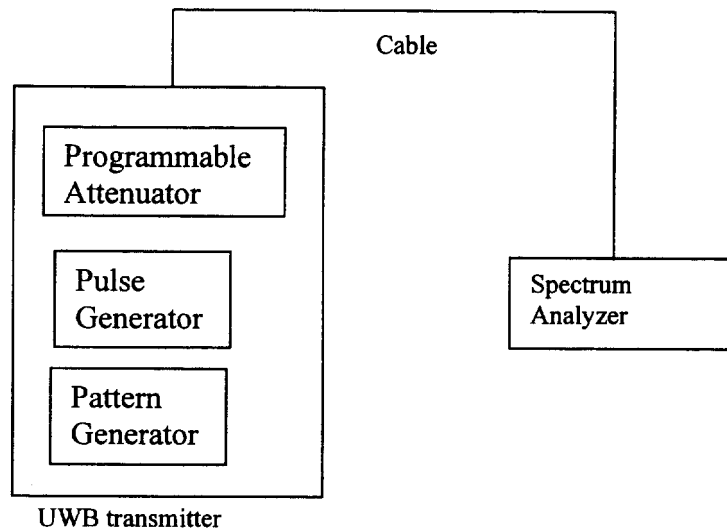 Cable
Programmable
Attenuator
Pulse
Generator
Pattern
Generator
Spectrum
Analyzer
UWB transmitter